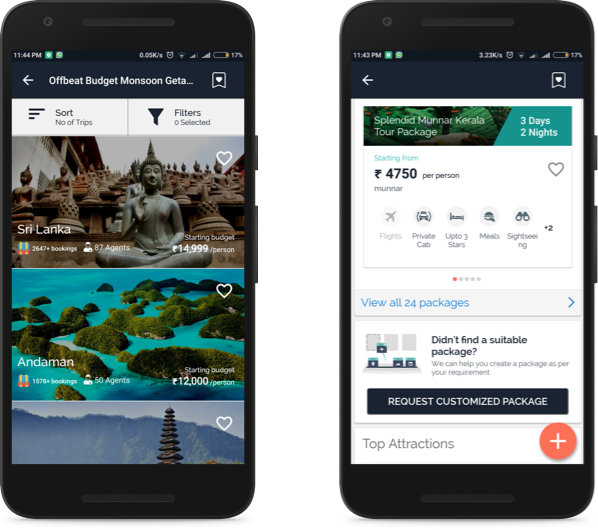 11:44 PM
0.05K/s
17%
Offbeat Budget Monsoon Geta...
Sort
No of Trips
Filters
0 Selected
Sri Lanka
2647+ bookings
87 Agents
Starting budget
₹14,999 /person
Andaman
1578+ bookings
50 Agents
Starting budget
₹12,000 /person
11:43 PM
3.23K/s
17%
Splendid Munnar Kerala
Tour Package
3 Days
2 Nights
Starting from
₹ 4750 per person
munnar
Flights
Private
Cab
Upto 3
Stars
Meals
Sightseei
ng
+2
View all 24 packages
Didn't find a suitable
package?
We can help you create a package as per
your requirement.
REQUEST CUSTOMIZED PACKAGE
Top Attractions